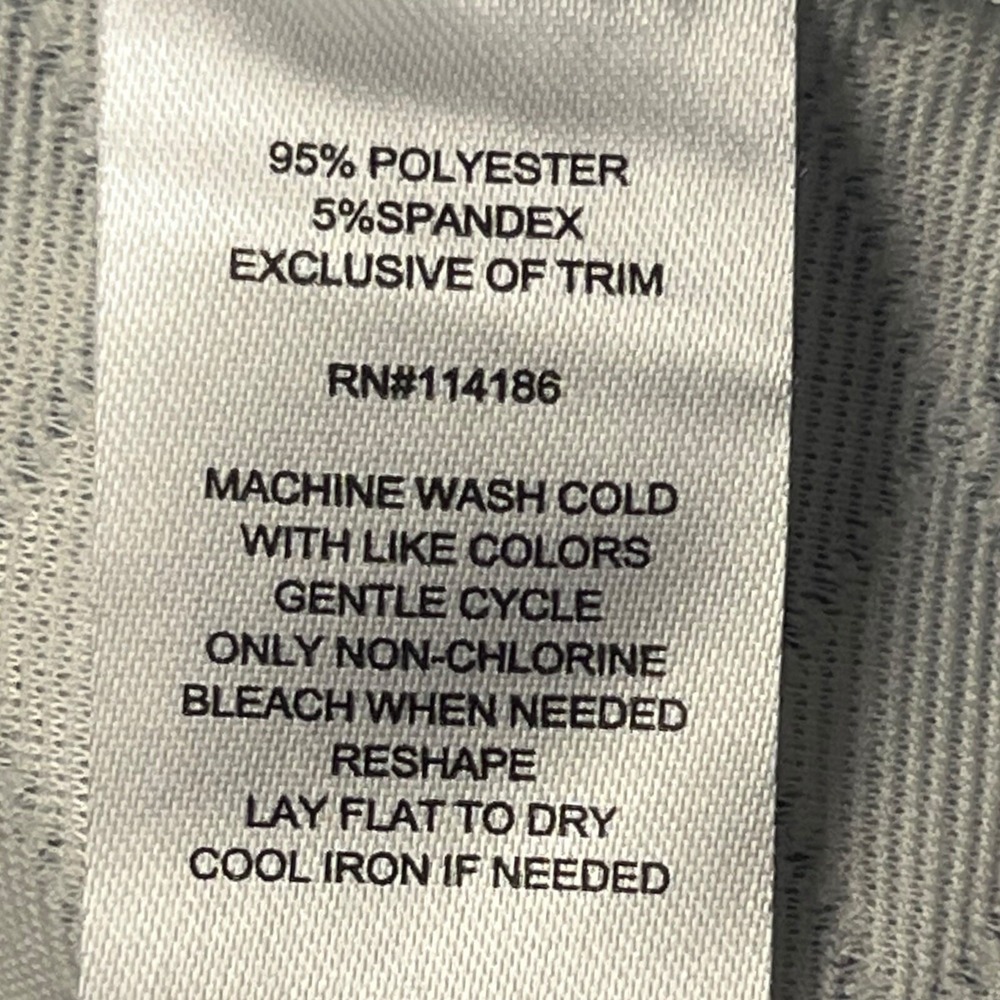 95% POLYESTER
5%SPANDEX
EXCLUSIVE OF TRIM
RN#114186
MACHINE WASH COLD
WITH LIKE COLORS
GENTLE CYCLE
ONLY NON-CHLORINE
BLEACH WHEN NEEDED
RESHAPE
LAY FLAT TO DRY
COOL IRON IF NEEDED